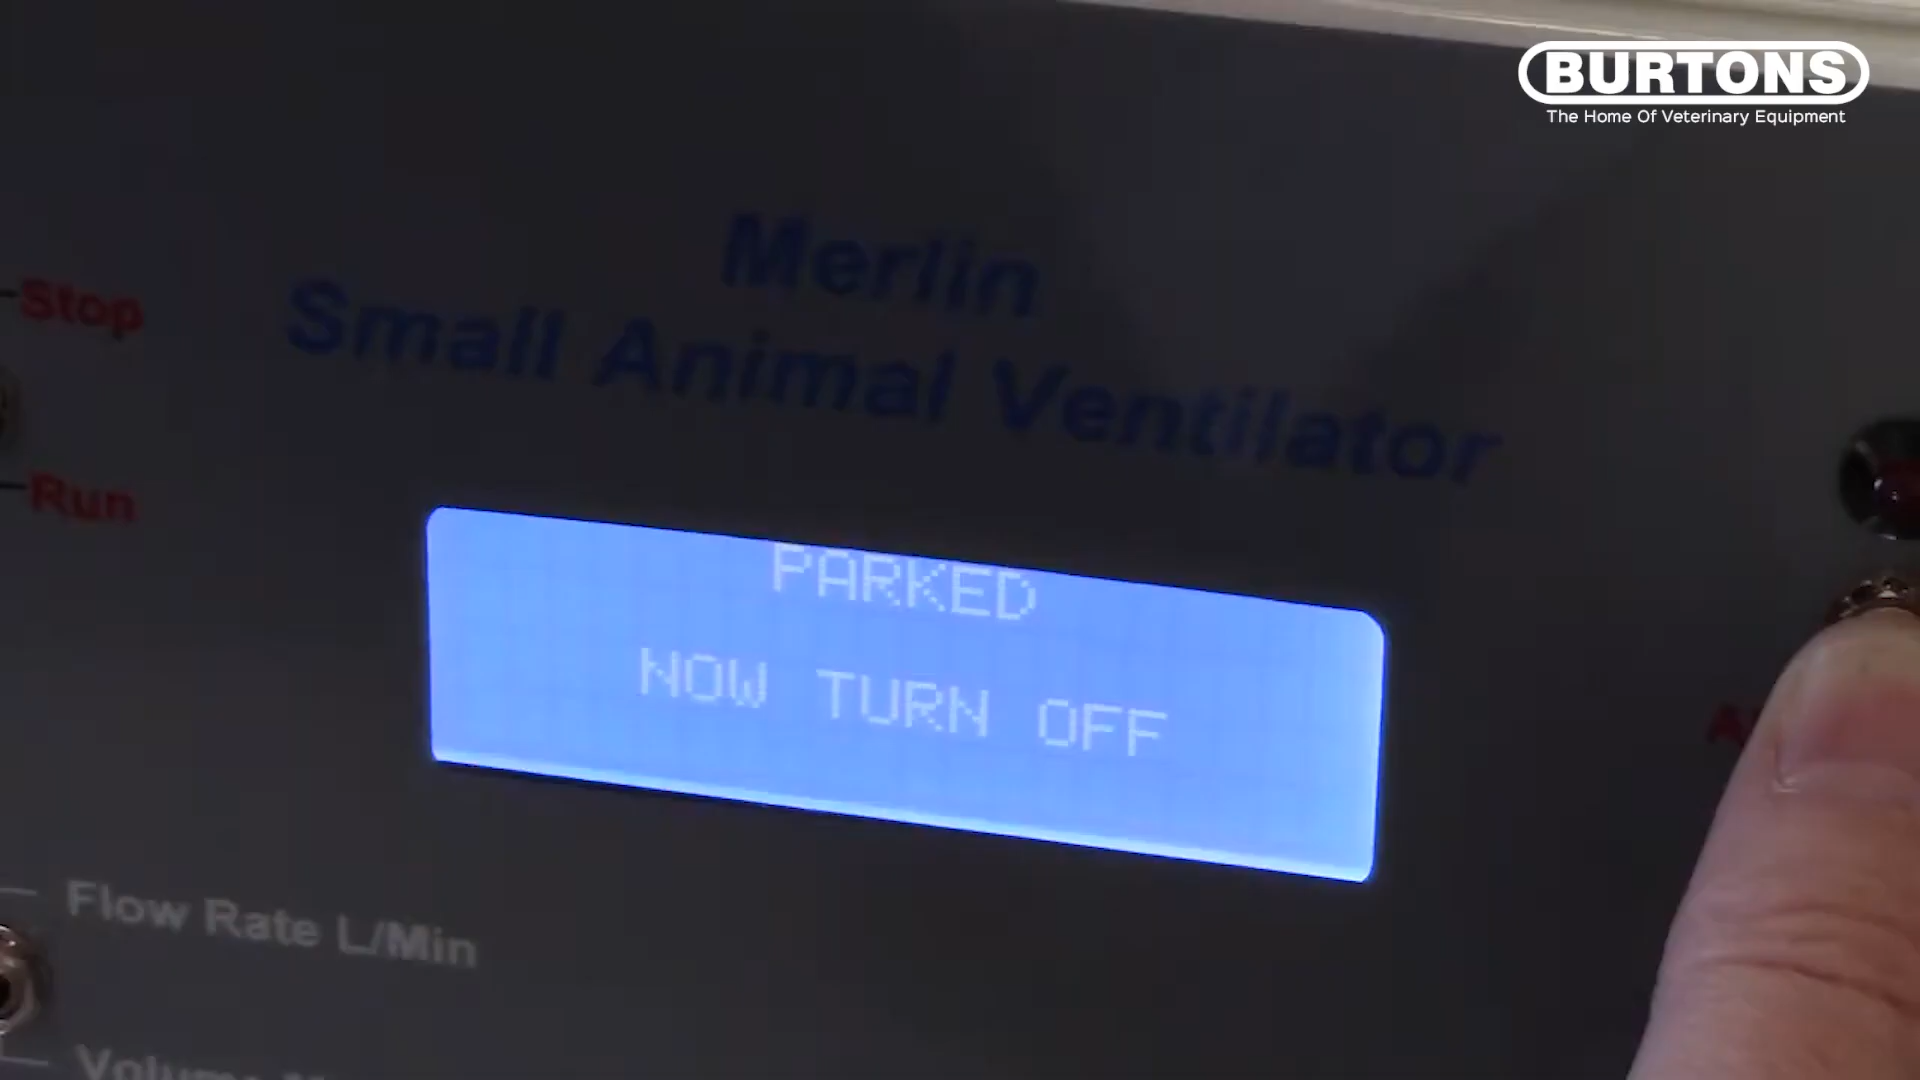 BURTONS
The Home Of Veterinary Equipment
Merlin
Small Animal Ventilator
Stop
Run
PARKED
NOW TURN OFF
Flow Rate L/Min